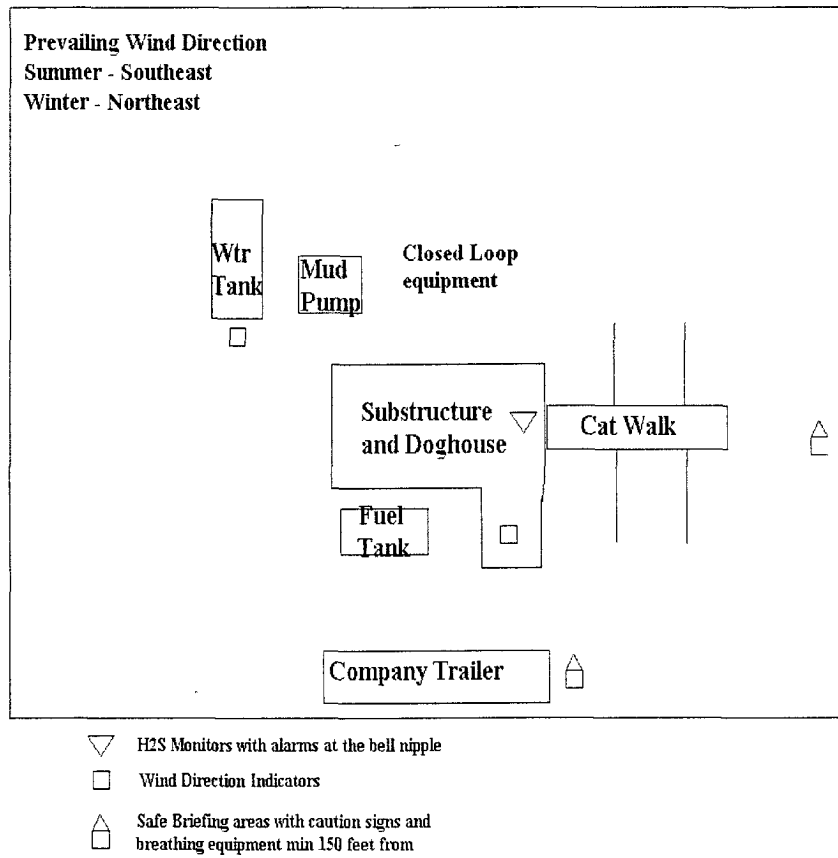 Prevailing Wind Direction
Summer - Southeast
Winter - Northeast
Wtr
Tank
Mud
Pump
Closed Loop
equipment
Substructure
and Doghouse
Cat Walk
Fuel
Tank
Company Trailer
H2S Monitors with alarms at the bell nipple
Wind Direction Indicators
Safe Briefing areas with caution signs and
breathing equipment min 150 feet from